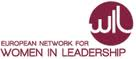 wil
EUROPEAN NETWORK FOR
WOMEN IN LEADERSHIP